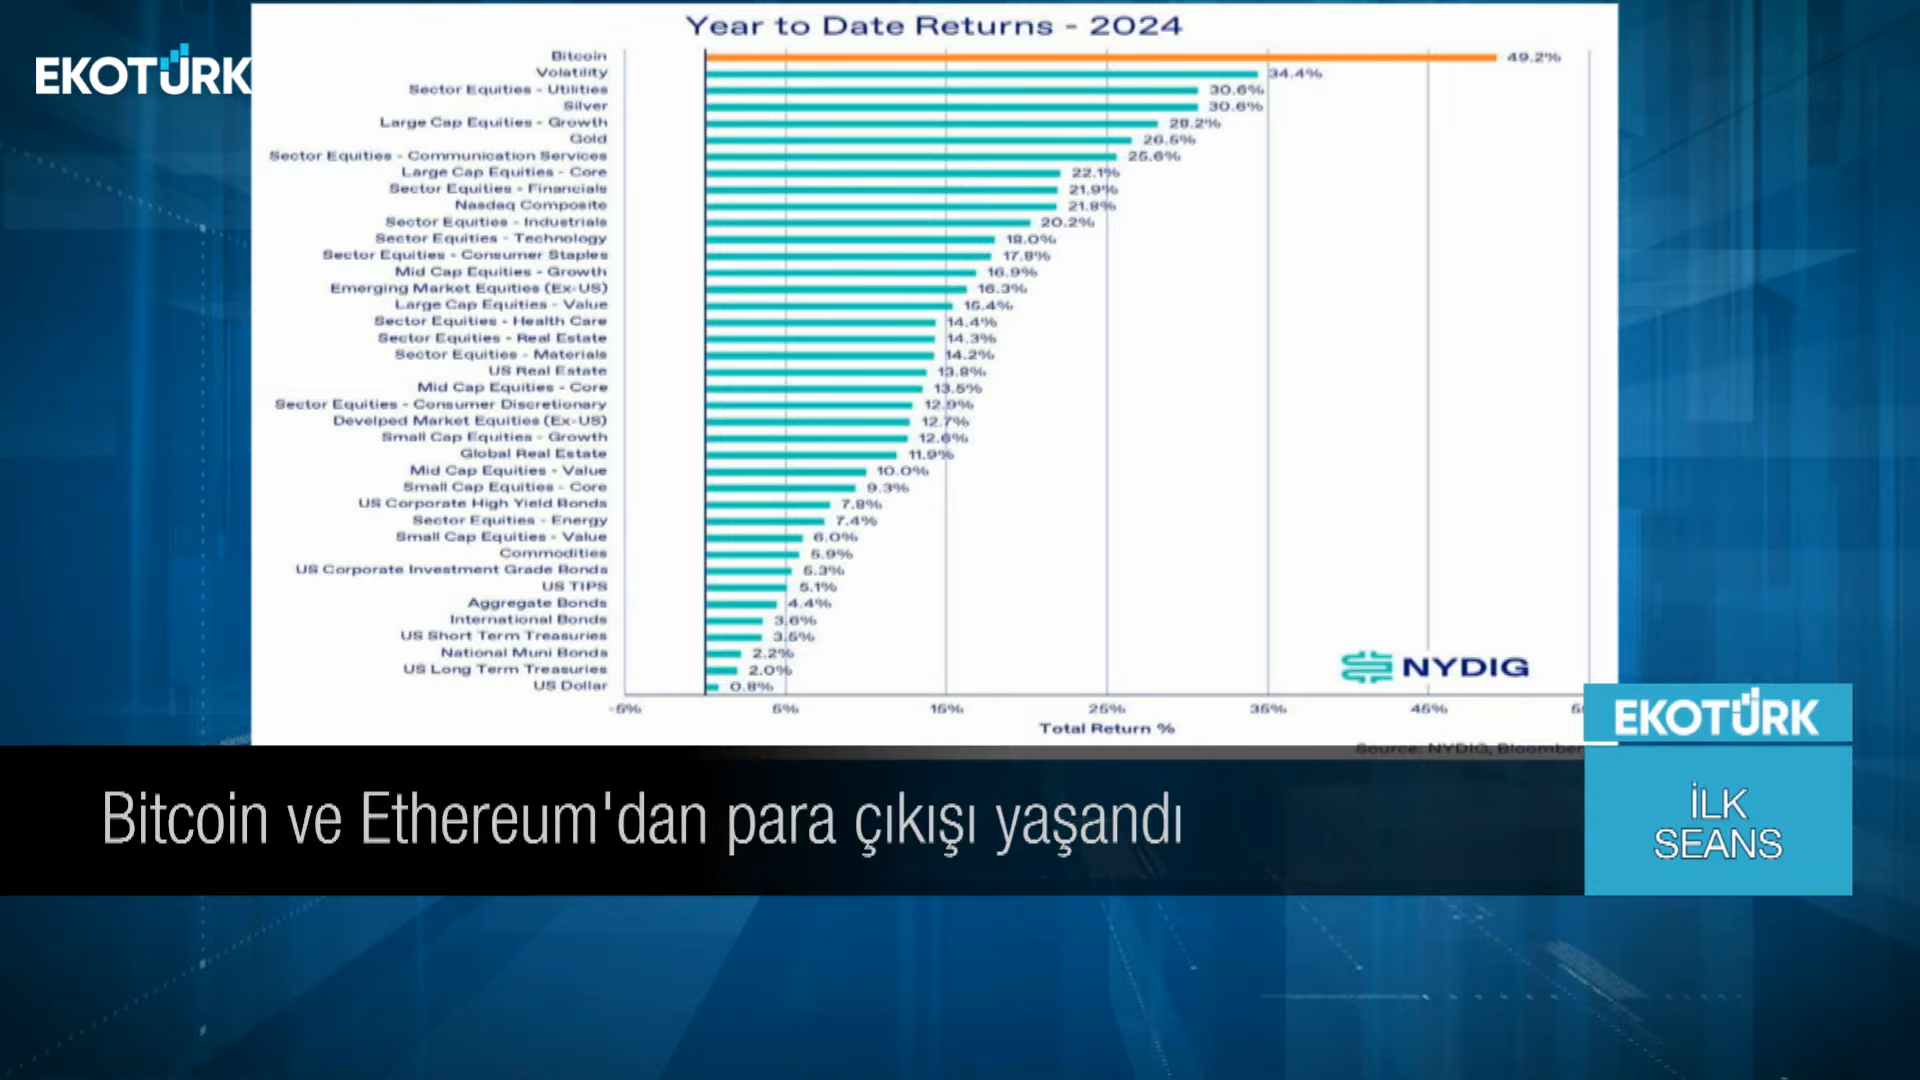 Year to Date Returns - 2024
EKOTÜRK
Bitcoin 49.2%
Volatility 34.4%
Sector Equities - Utilities 30.6%
Silver 30.6%
Large Cap Equities - Growth 28.2%
Gold 26.5%
Sector Equities - Communication Services 25.6%
Large Cap Equities - Core 22.1%
Sector Equities - Financials 21.9%
Nasdaq Composite 21.8%
Sector Equities - Industrials 20.2%
Sector Equities - Technology 18.0%
Sector Equities - Consumer Staples 17.8%
Mid Cap Equities - Growth 16.9%
Emerging Market Equities (Ex-US) 16.3%
Large Cap Equities - Value 15.4%
Sector Equities - Health Care 14.4%
Sector Equities - Real Estate 14.3%
Sector Equities - Materials 14.2%
US Real Estate 13.8%
Mid Cap Equities - Core 13.5%
Sector Equities - Consumer Discretionary 12.9%
Develped Market Equities (Ex-US) 12.7%
Small Cap Equities - Growth 12.6%
Global Real Estate 11.9%
Mid Cap Equities - Value 10.0%
Small Cap Equities - Core 9.3%
US Corporate High Yield Bonds 7.8%
Sector Equities - Energy 7.4%
Small Cap Equities - Value 6.0%
Commodities 5.9%
US Corporate Investment Grade Bonds 5.3%
US TIPS 5.1%
Aggregate Bonds 4.4%
International Bonds 3.6%
US Short Term Treasuries 3.5%
National Muni Bonds 2.2%
US Long Term Treasuries 2.0%
US Dollar 0.8%
NYDIG
-5% 5% 15% 25% 35% 45%
Total Return %
Source: NYDIG, Bloomber
EKOTÜRK
Bitcoin ve Ethereum'dan para çıkışı yaşandı
İLK
SEANS